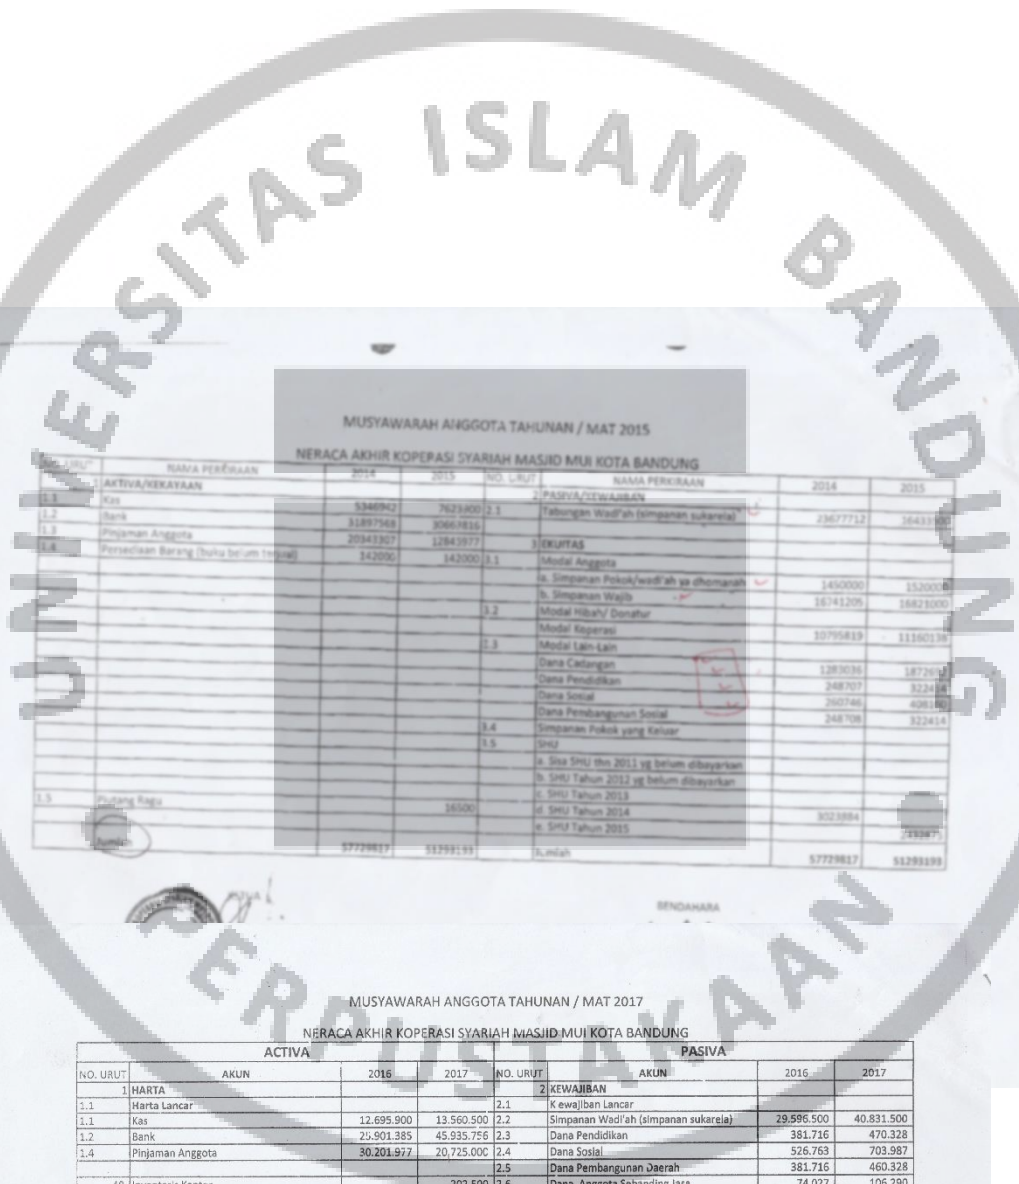 UNIVERSITAS ISLAM BANDUNG
MUSYAWARAH ANGGOTA TAHUNAN / MAT 2015
NERACA AKHIR KOPERASI SYARIAH MASJID MUI KOTA BANDUNG
NO. URUT NAMA PERKIRAAN 2014 2015 NO. URUT NAMA PERKIRAAN 2014 2015
1 AKTIVA/KEKAYAAN 2 PASIVA/KEWAJIBAN
1.1 Kas 5346942 7623900 2.1 Tabungan Wadi'ah (simpanan sukarela) 23677712
1.2 Bank 31897568 30667816
1.3 Pinjaman Anggota 20343307 12843977 3 EKUITAS
1.4 Persediaan Barang (buku belum terjual) 142000 142000 3.1 Modal Anggota
a. Simpanan Pokok/wadi'ah ya dhomanah 1450000 1520000
b. Simpanan Wajib 16741205 16821000
3.2 Modal Hibah/ Donatur
Modal Koperasi 10795819 11160138
1.3 Modal Lain-Lain
Dana Cadangan 1283036
Dana Pendidikan 248707 322414
Dana Sosial 260746
Dana Pembangunan Sosial 248708 322414
3.4 Simpanan Pokok yang Keluar
3.5 SHU
a. Sisa SHU thn 2011 yg belum dibayarkan
b. SHU Tahun 2012 yg belum dibayarkan
c. SHU Tahun 2013
1.5 Piutang Ragu 16500 d. SHU Tahun 2014 3023884
e. SHU Tahun 2015
Jumlah 57729817 51293193 Jumlah 57729817 51293193
BENDAHARA
PERPUSTAKAAN
MUSYAWARAH ANGGOTA TAHUNAN / MAT 2017
NERACA AKHIR KOPERASI SYARIAH MASJID MUI KOTA BANDUNG
ACTIVA PASIVA
NO. URUT AKUN 2016 2017 NO. URUT AKUN 2016 2017
1 HARTA 2 KEWAJIBAN
1.1 Harta Lancar 2.1 Kewajiban Lancar
1.1 Kas 12.695.900 13.560.500 2.2 Simpanan Wadi'ah (simpanan sukarela) 29.596.500 40.831.500
1.2 Bank 25.901.385 45.935.756 2.3 Dana Pendidikan 381.716 470.328
1.4 Pinjaman Anggota 30.201.977 20,725.000 2.4 Dana Sosial 526.763 703.987
2.5 Dana Pembangunan Daerah 381.716 460.328
Inventaris Kantor 202.500 2.6 Dana Anggota Sebanding Jasa 74.027 106.290